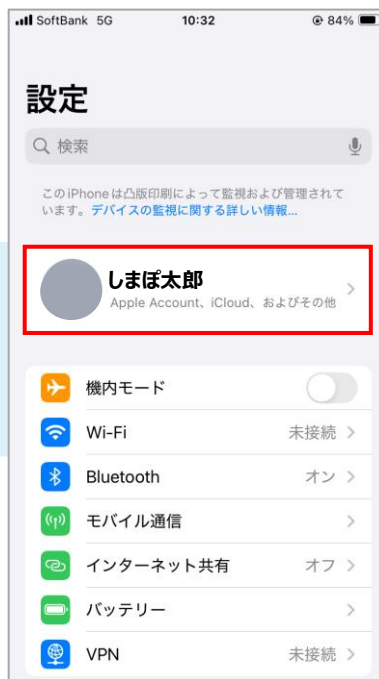 SoftBank 5G 10:32 84%
設定
検索
このiPhoneは凸版印刷によって監視および管理されて
います。デバイスの監視に関する詳しい情報...
しまぽ太郎
Apple Account、iCloud、およびその他
機内モード
Wi-Fi 未接続
Bluetooth オン
モバイル通信
インターネット共有 オフ
バッテリー
VPN 未接続